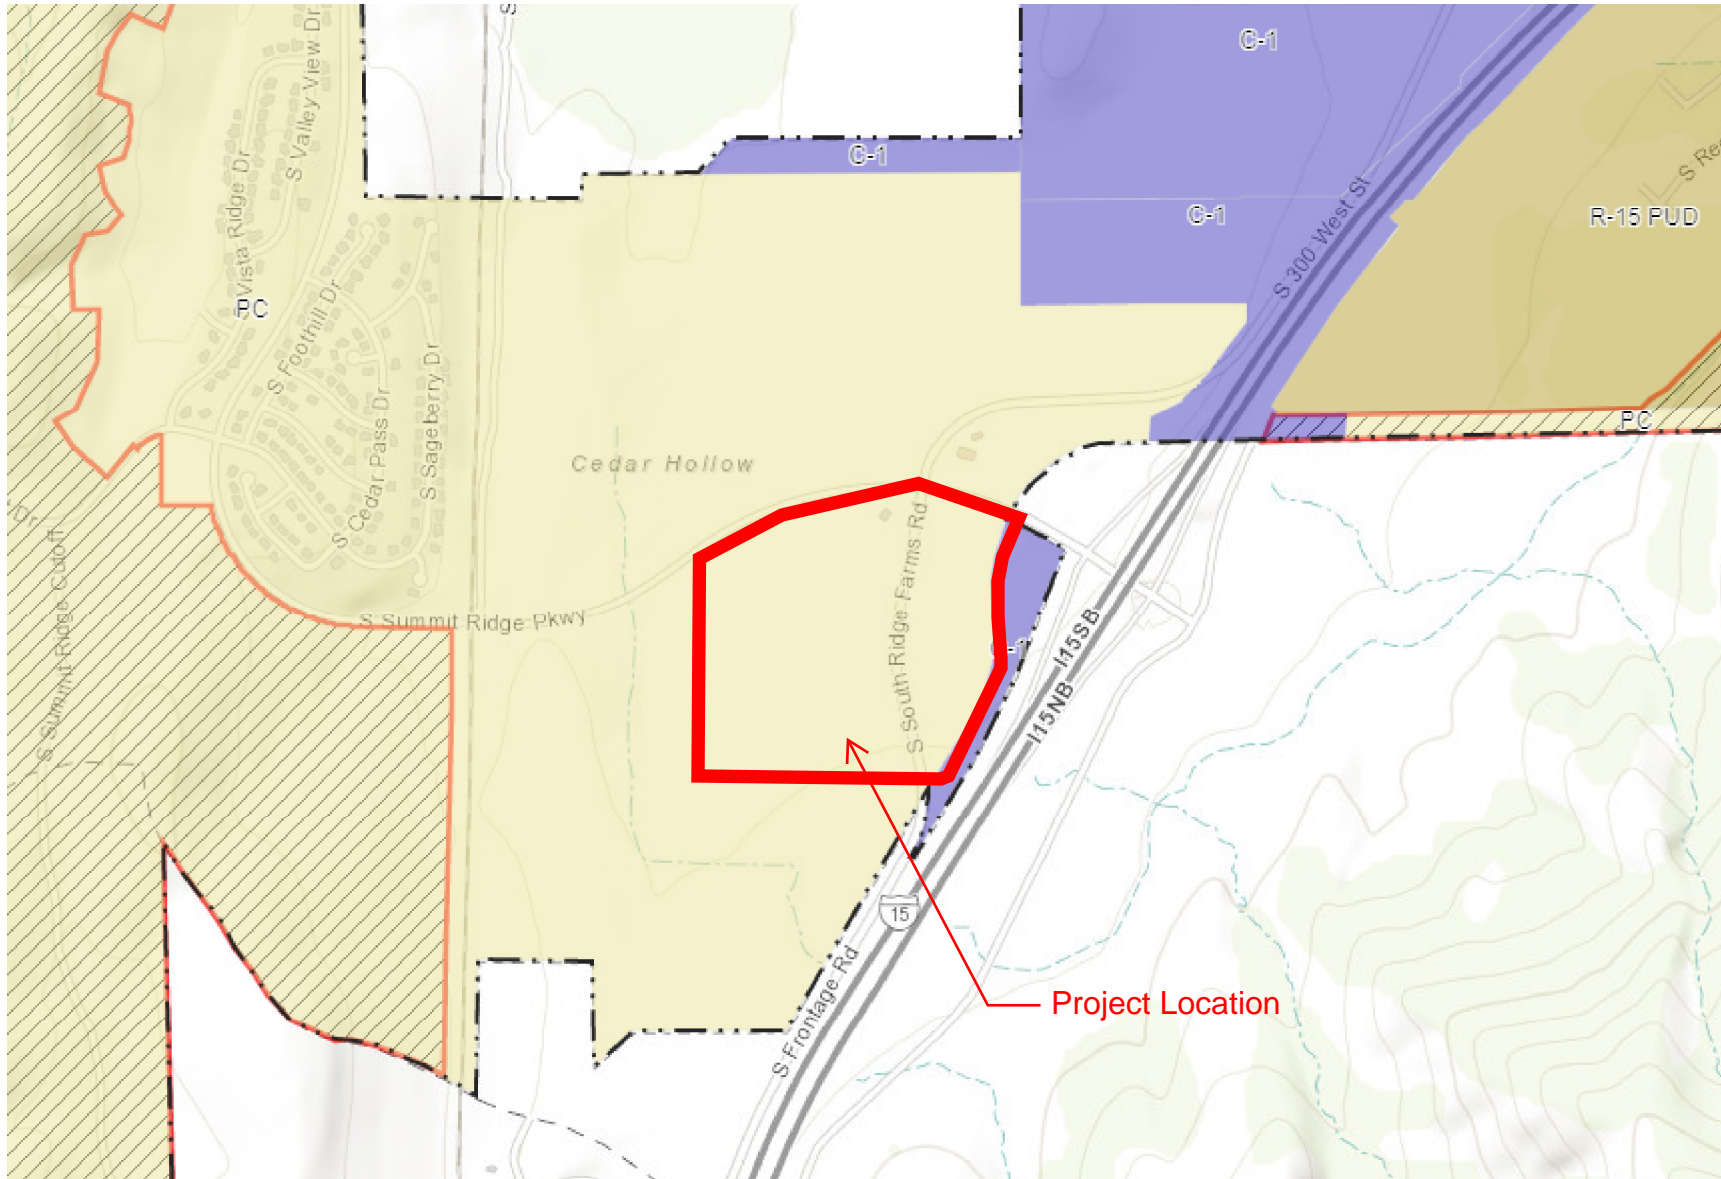 S
C-1
C-1
C-1
S Valley View Dr
Vista Ridge Dr
PC
S Foothill Dr
S Cedar Pass Dr
S Sageberry Dr
S 300 West St
R-15 PUD
PC
Cedar Hollow
Dr
S Summit Ridge Cutoff
S Summit Ridge Pkwy
S South Ridge Farms Rd
I15SB
I15NB
15
S Frontage Rd
Project Location